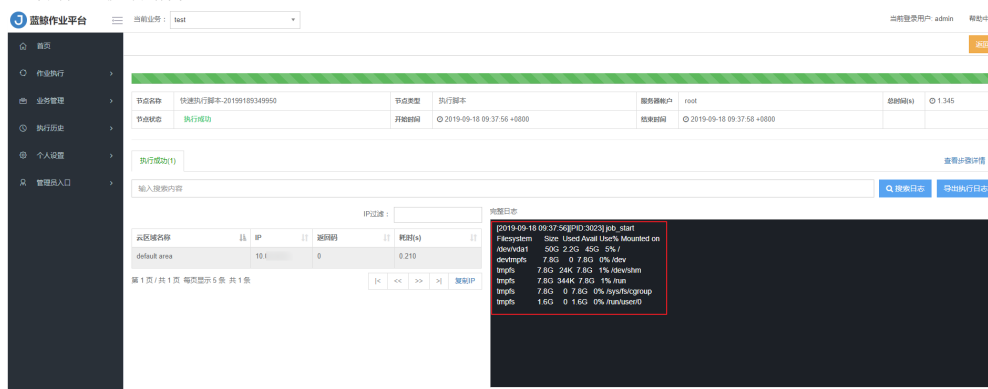 蓝鲸作业平台
当前业务： test
当前登录用户: admin 帮助中
首页
返回
作业执行
业务管理
执行历史
个人设置
管理员入口
节点名称 快速执行脚本-20199189349950 节点类型 执行脚本 服务器帐户 root 总时间(s) 1.345
节点状态 执行成功 开始时间 2019-09-18 09:37:56 +0800 结束时间 2019-09-18 09:37:58 +0800
执行成功(1)
查看步骤详情
输入搜索内容
搜索日志 导出执行日志
IP过滤：
云区域名称 IP 返回码 耗时(s)
default area 10. 0 0.210
第 1 页 / 共 1 页 每页显示 5 条 共 1 条
|< << >> >| 复制IP
完整日志
[2019-09-18 09:37:56][PID:3023] job_start
Filesystem Size Used Avail Use% Mounted on
/dev/vda1 50G 2.2G 45G 5% /
devtmpfs 7.8G 0 7.8G 0% /dev
tmpfs 7.8G 24K 7.8G 1% /dev/shm
tmpfs 7.8G 344K 7.8G 1% /run
tmpfs 7.8G 0 7.8G 0% /sys/fs/cgroup
tmpfs 1.6G 0 1.6G 0% /run/user/0